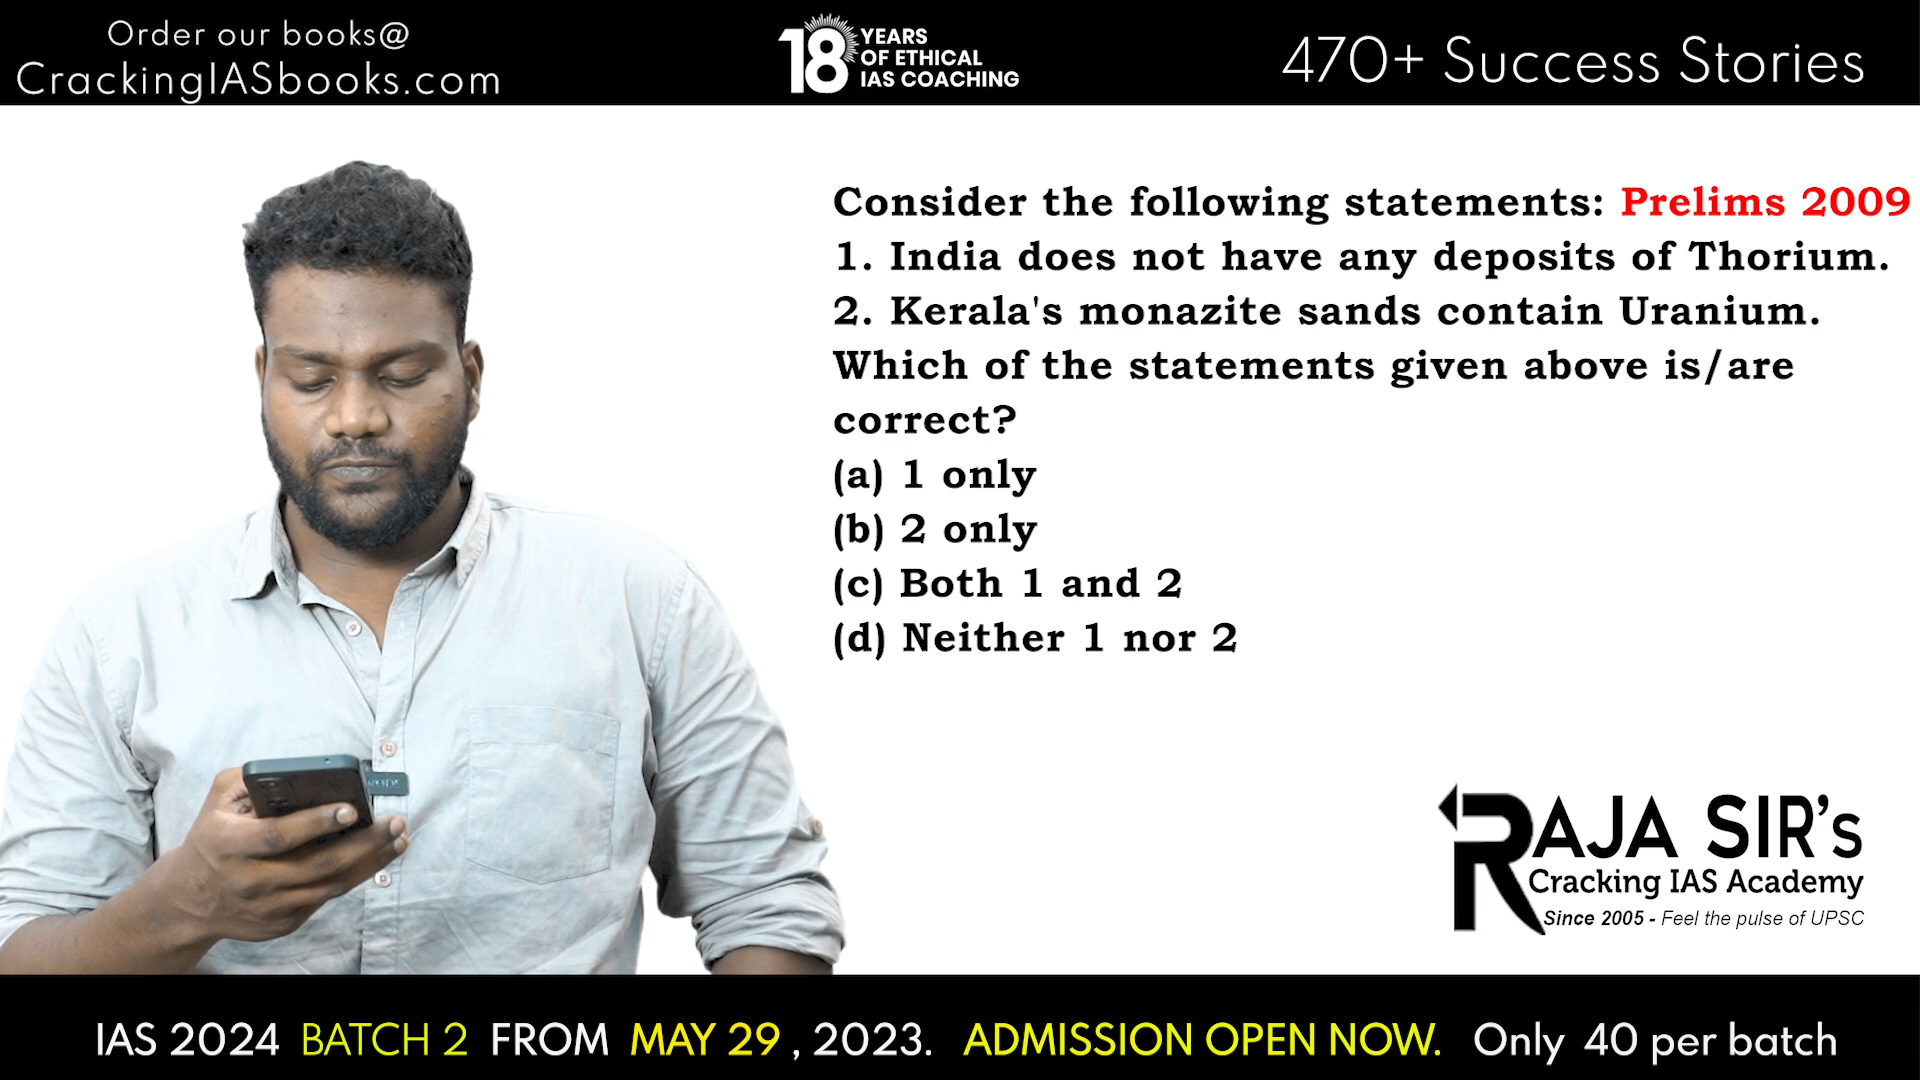 Order our books@
CrackingIASbooks.com
18 YEARS
OF ETHICAL
IAS COACHING
470+ Success Stories
Consider the following statements: Prelims 2009
1. India does not have any deposits of Thorium.
2. Kerala's monazite sands contain Uranium.
Which of the statements given above is/are
correct?
(a) 1 only
(b) 2 only
(c) Both 1 and 2
(d) Neither 1 nor 2
RAJA SIR's
Cracking IAS Academy
Since 2005 - Feel the pulse of UPSC
IAS 2024 BATCH 2 FROM MAY 29 , 2023. ADMISSION OPEN NOW. Only 40 per batch